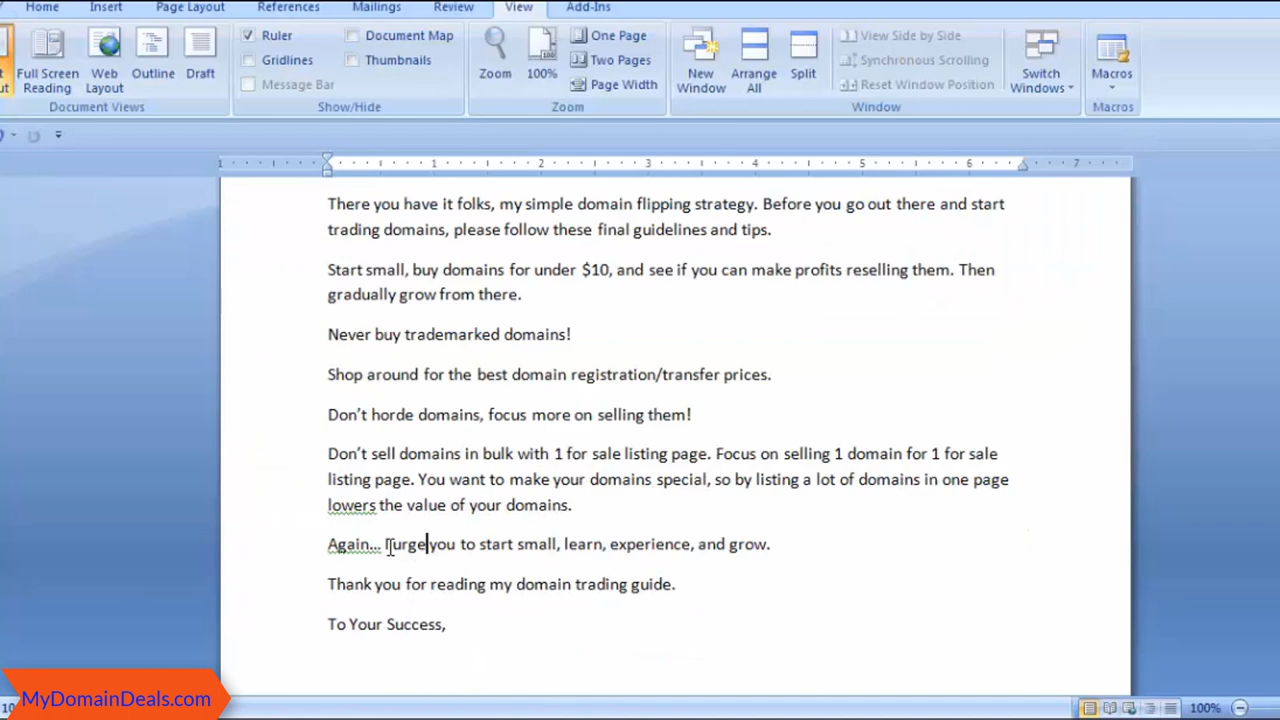 Home Insert Page Layout References Mailings Review View Add-Ins
Ruler Document Map One Page View Side by Side
Gridlines Thumbnails Two Pages Synchronous Scrolling
Message Bar Page Width Reset Window Position
Full Screen Reading Web Layout Outline Draft Zoom 100% New Window Arrange All Split Switch Windows Macros
Document Views Show/Hide Zoom Window Macros
1 1 2 3 4 5 6 7
There you have it folks, my simple domain flipping strategy. Before you go out there and start
trading domains, please follow these final guidelines and tips.
Start small, buy domains for under $10, and see if you can make profits reselling them. Then
gradually grow from there.
Never buy trademarked domains!
Shop around for the best domain registration/transfer prices.
Don’t horde domains, focus more on selling them!
Don’t sell domains in bulk with 1 for sale listing page. Focus on selling 1 domain for 1 for sale
listing page. You want to make your domains special, so by listing a lot of domains in one page
lowers the value of your domains.
Again… I urge you to start small, learn, experience, and grow.
Thank you for reading my domain trading guide.
To Your Success,
MyDomainDeals.com
100%